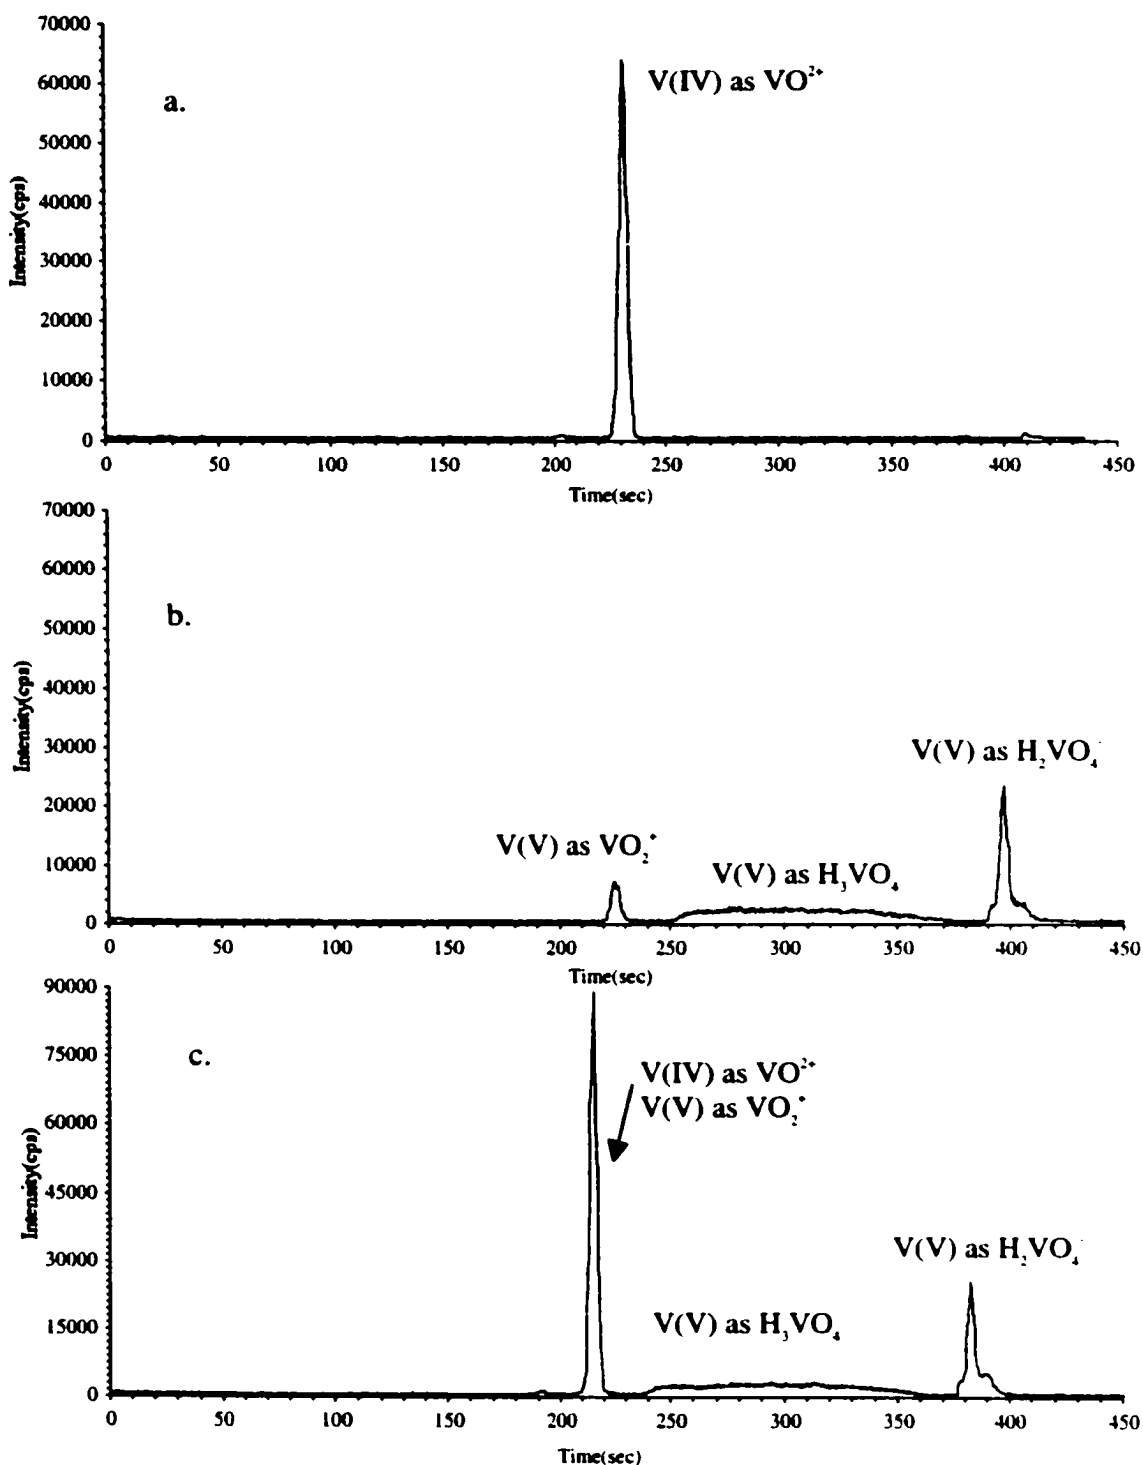 70000
60000
50000
40000
30000
20000
10000
0
Intensity(cps)
a.
V(IV) as VO²⁺
0 50 100 150 200 250 300 350 400 450
Time(sec)
70000
60000
50000
40000
30000
20000
10000
0
Intensity(cps)
b.
V(V) as VO₂⁺
V(V) as H₃VO₄
V(V) as H₂VO₄⁻
0 50 100 150 200 250 300 350 400 450
Time(sec)
90000
75000
60000
45000
30000
15000
0
Intensity(cps)
c.
V(IV) as VO²⁺
V(V) as VO₂⁺
V(V) as H₃VO₄
V(V) as H₂VO₄⁻
0 50 100 150 200 250 300 350 400 450
Time(sec)